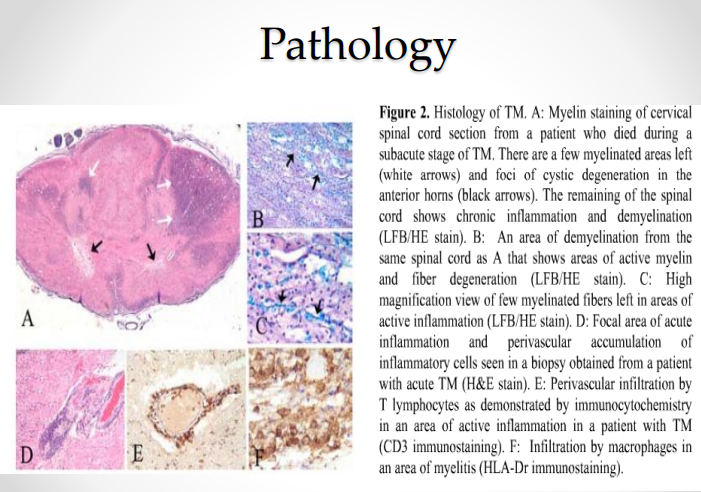 Pathology
A
B
C
D
E
F
Figure 2. Histology of TM. A: Myelin staining of cervical
spinal cord section from a patient who died during a
subacute stage of TM. There are a few myelinated areas left
(white arrows) and foci of cystic degeneration in the
anterior horns (black arrows). The remaining of the spinal
cord shows chronic inflammation and demyelination
(LFB/HE stain). B: An area of demyelination from the
same spinal cord as A that shows areas of active myelin
and fiber degeneration (LFB/HE stain). C: High
magnification view of few myelinated fibers left in areas of
active inflammation (LFB/HE stain). D: Focal area of acute
inflammation and perivascular accumulation of
inflammatory cells seen in a biopsy obtained from a patient
with acute TM (H&E stain). E: Perivascular infiltration by
T lymphocytes as demonstrated by immunocytochemistry
in an area of active inflammation in a patient with TM
(CD3 immunostaining). F: Infiltration by macrophages in
an area of myelitis (HLA-Dr immunostaining).